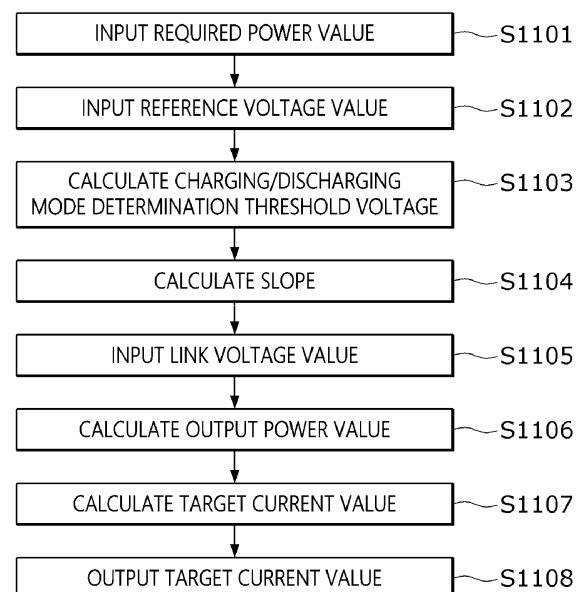 INPUT REQUIRED POWER VALUE S1101
INPUT REFERENCE VOLTAGE VALUE S1102
CALCULATE CHARGING/DISCHARGING
MODE DETERMINATION THRESHOLD VOLTAGE S1103
CALCULATE SLOPE S1104
INPUT LINK VOLTAGE VALUE S1105
CALCULATE OUTPUT POWER VALUE S1106
CALCULATE TARGET CURRENT VALUE S1107
OUTPUT TARGET CURRENT VALUE S1108